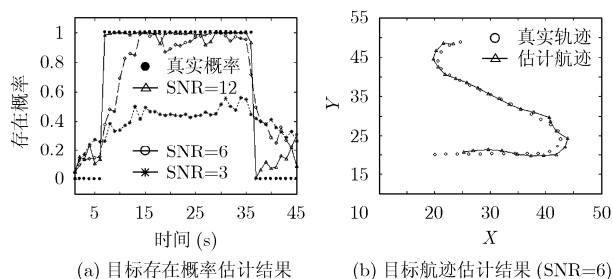 存在概率
1
0.8
0.6
0.4
0.2
0
真实概率
SNR=12
SNR=6
SNR=3
5
15
25
35
45
时间 (s)
(a) 目标存在概率估计结果
Y
55
45
35
25
15
真实轨迹
估计航迹
10
10
20
30
40
50
X
(b) 目标航迹估计结果 (SNR=6)